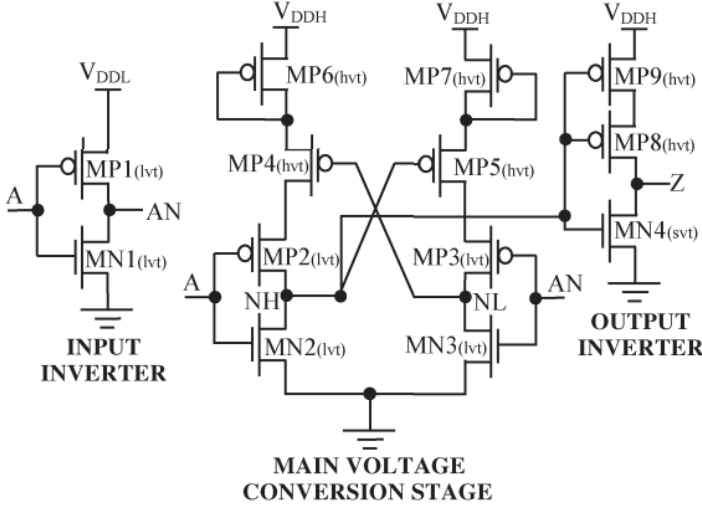 VDDH
VDDH
VDDH
VDDL
MP6(hvt)
MP7(hvt)
MP9(hvt)
MP1(lvt)
MP4(hvt)
MP5(hvt)
MP8(hvt)
A
AN
Z
MN1(lvt)
MP2(lvt)
MP3(lvt)
MN4(svt)
A
NH
NL
AN
MN2(lvt)
MN3(lvt)
INPUT
INVERTER
OUTPUT
INVERTER
MAIN VOLTAGE
CONVERSION STAGE